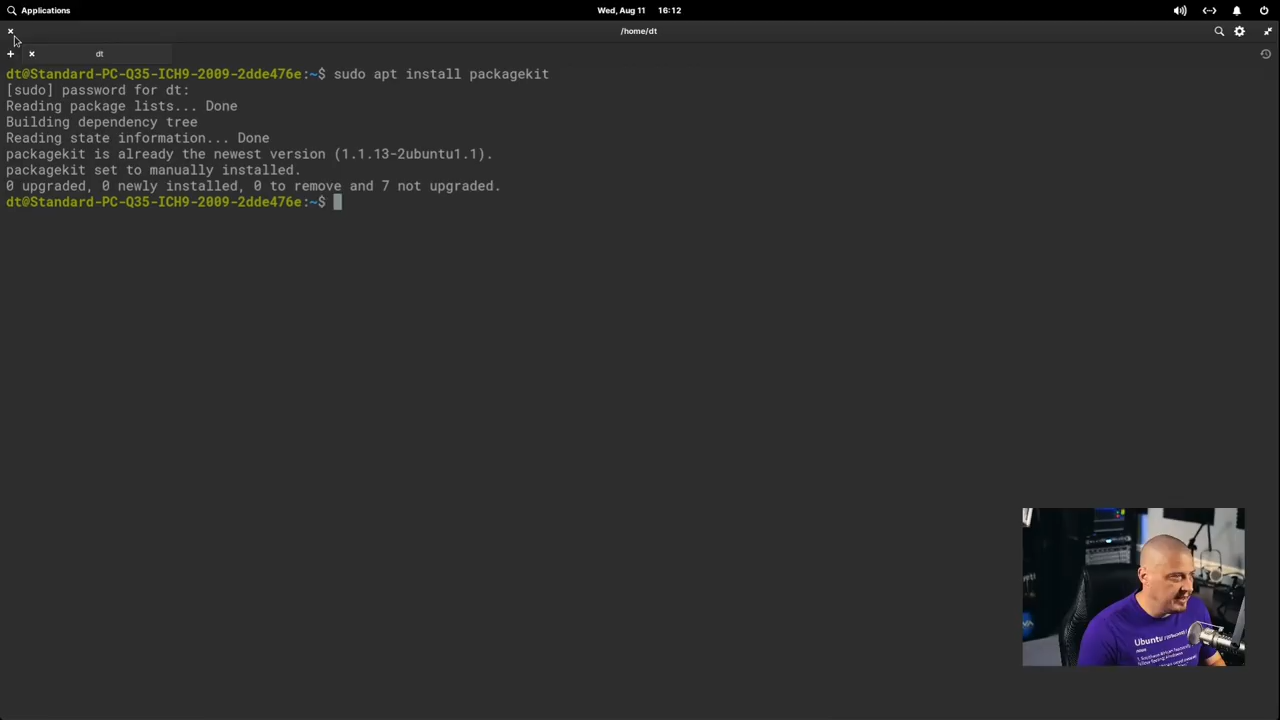 Applications
Wed, Aug 11 16:12
/home/dt
dt
dt@Standard-PC-Q35-ICH9-2009-2dde476e:~$ sudo apt install packagekit
[sudo] password for dt:
Reading package lists... Done
Building dependency tree
Reading state information... Done
packagekit is already the newest version (1.1.13-2ubuntu1.1).
packagekit set to manually installed.
0 upgraded, 0 newly installed, 0 to remove and 7 not upgraded.
dt@Standard-PC-Q35-ICH9-2009-2dde476e:~$
Ubuntu